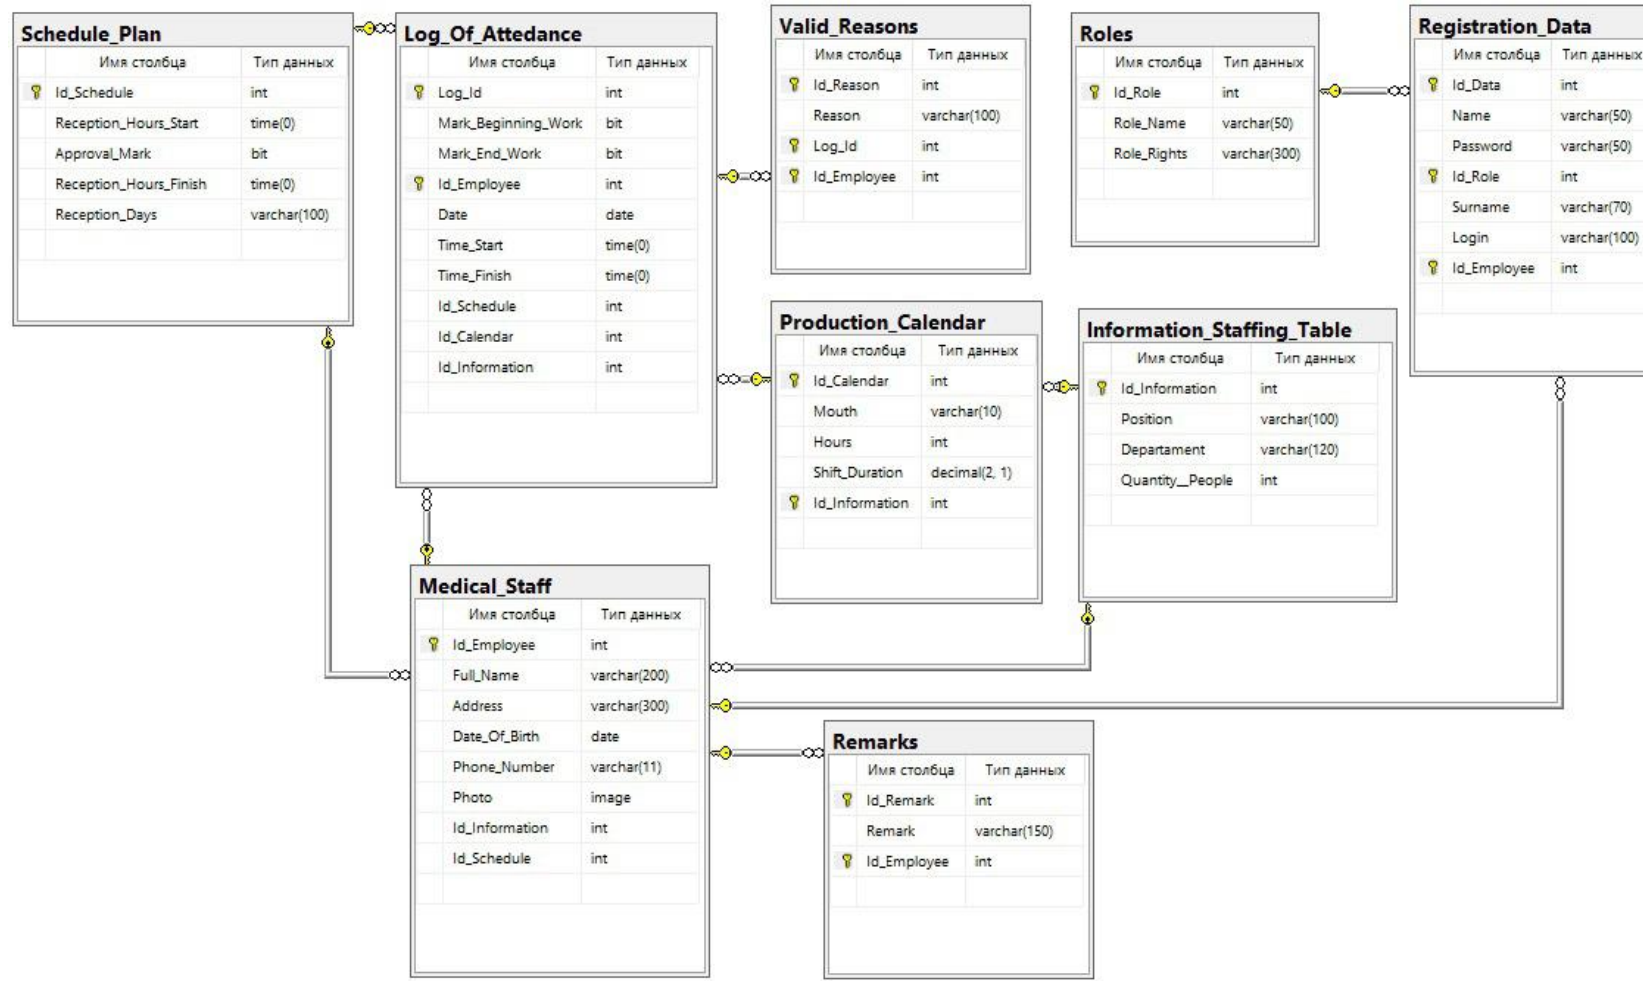 Schedule_Plan
Имя столбца Тип данных
Id_Schedule int
Reception_Hours_Start time(0)
Approval_Mark bit
Reception_Hours_Finish time(0)
Reception_Days varchar(100)
Log_Of_Attedance
Имя столбца Тип данных
Log_Id int
Mark_Beginning_Work bit
Mark_End_Work bit
Id_Employee int
Date date
Time_Start time(0)
Time_Finish time(0)
Id_Schedule int
Id_Calendar int
Id_Information int
Valid_Reasons
Имя столбца Тип данных
Id_Reason int
Reason varchar(100)
Log_Id int
Id_Employee int
Roles
Имя столбца Тип данных
Id_Role int
Role_Name varchar(50)
Role_Rights varchar(300)
Registration_Data
Имя столбца Тип данных
Id_Data int
Name varchar(50)
Password varchar(50)
Id_Role int
Surname varchar(70)
Login varchar(100)
Id_Employee int
Production_Calendar
Имя столбца Тип данных
Id_Calendar int
Mouth varchar(10)
Hours int
Shift_Duration decimal(2, 1)
Id_Information int
Information_Staffing_Table
Имя столбца Тип данных
Id_Information int
Position varchar(100)
Departament varchar(120)
Quantity__People int
Medical_Staff
Имя столбца Тип данных
Id_Employee int
Full_Name varchar(200)
Address varchar(300)
Date_Of_Birth date
Phone_Number varchar(11)
Photo image
Id_Information int
Id_Schedule int
Remarks
Имя столбца Тип данных
Id_Remark int
Remark varchar(150)
Id_Employee int